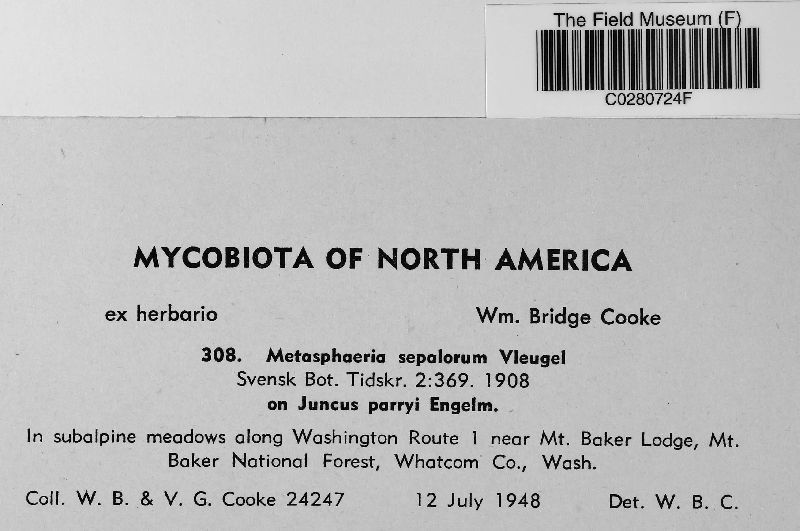 The Field Museum (F)
C0280724F
MYCOBIOTA OF NORTH AMERICA
ex herbario Wm. Bridge Cooke
308. Metasphaeria sepalorum Vleugel
Svensk Bot. Tidskr. 2:369. 1908
on Juncus parryi Engelm.
In subalpine meadows along Washington Route 1 near Mt. Baker Lodge, Mt.
Baker National Forest, Whatcom Co., Wash.
Coll. W. B. & V. G. Cooke 24247 12 July 1948 Det. W. B. C.